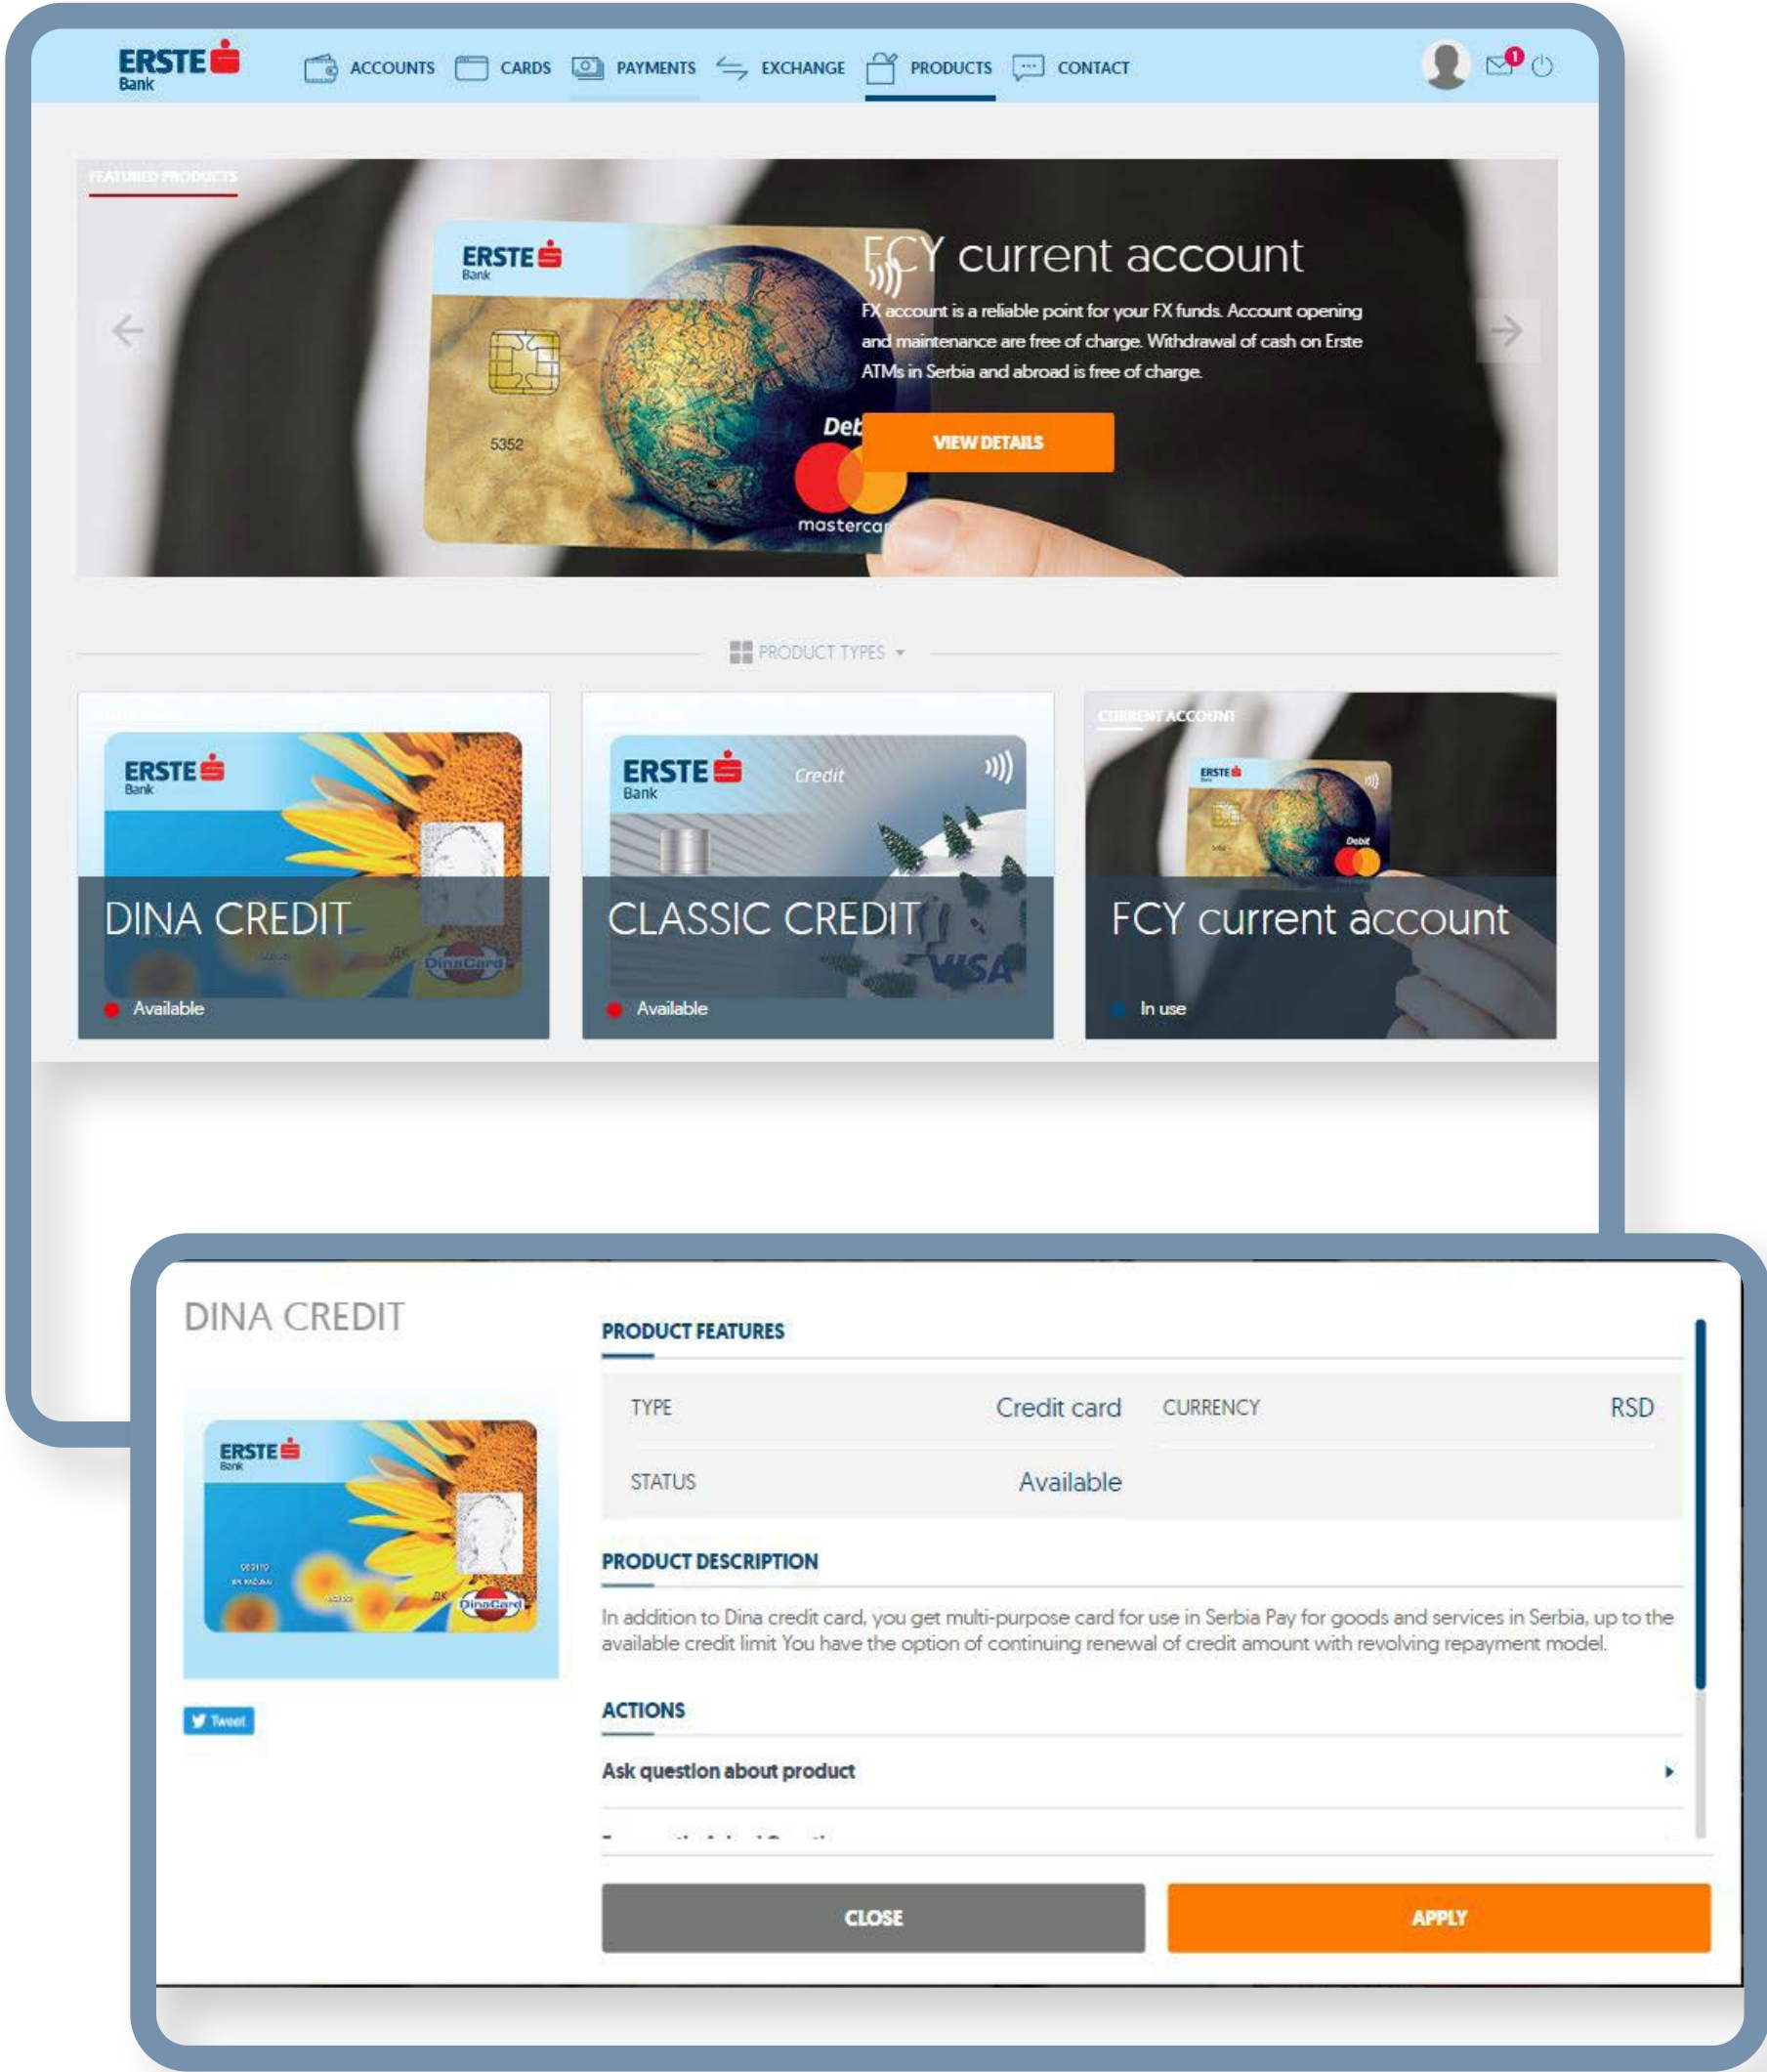 ERSTE
Bank
ACCOUNTS
CARDS
PAYMENTS
EXCHANGE
PRODUCTS
CONTACT
1
FEATURED PRODUCTS
ERSTE
Bank
5352
mastercar
FCY current account
FX account is a reliable point for your FX funds. Account opening
and maintenance are free of charge. Withdrawal of cash on Erste
ATMs in Serbia and abroad is free of charge.
Deb
VIEW DETAILS
PRODUCT TYPES
ERSTE
Bank
DINA CREDIT
ДК
DinaCard
Available
ERSTE
Bank
Credit
CLASSIC CREDIT
VISA
Available
CURRENT ACCOUNT
ERSTE
Bank
Debit
FCY current account
In use
DINA CREDIT
ERSTE
Bank
ДК
DinaCard
Tweet
PRODUCT FEATURES
TYPE Credit card CURRENCY RSD
STATUS Available
PRODUCT DESCRIPTION
In addition to Dina credit card, you get multi-purpose card for use in Serbia Pay for goods and services in Serbia, up to the
available credit limit You have the option of continuing renewal of credit amount with revolving repayment model.
ACTIONS
Ask question about product
CLOSE
APPLY